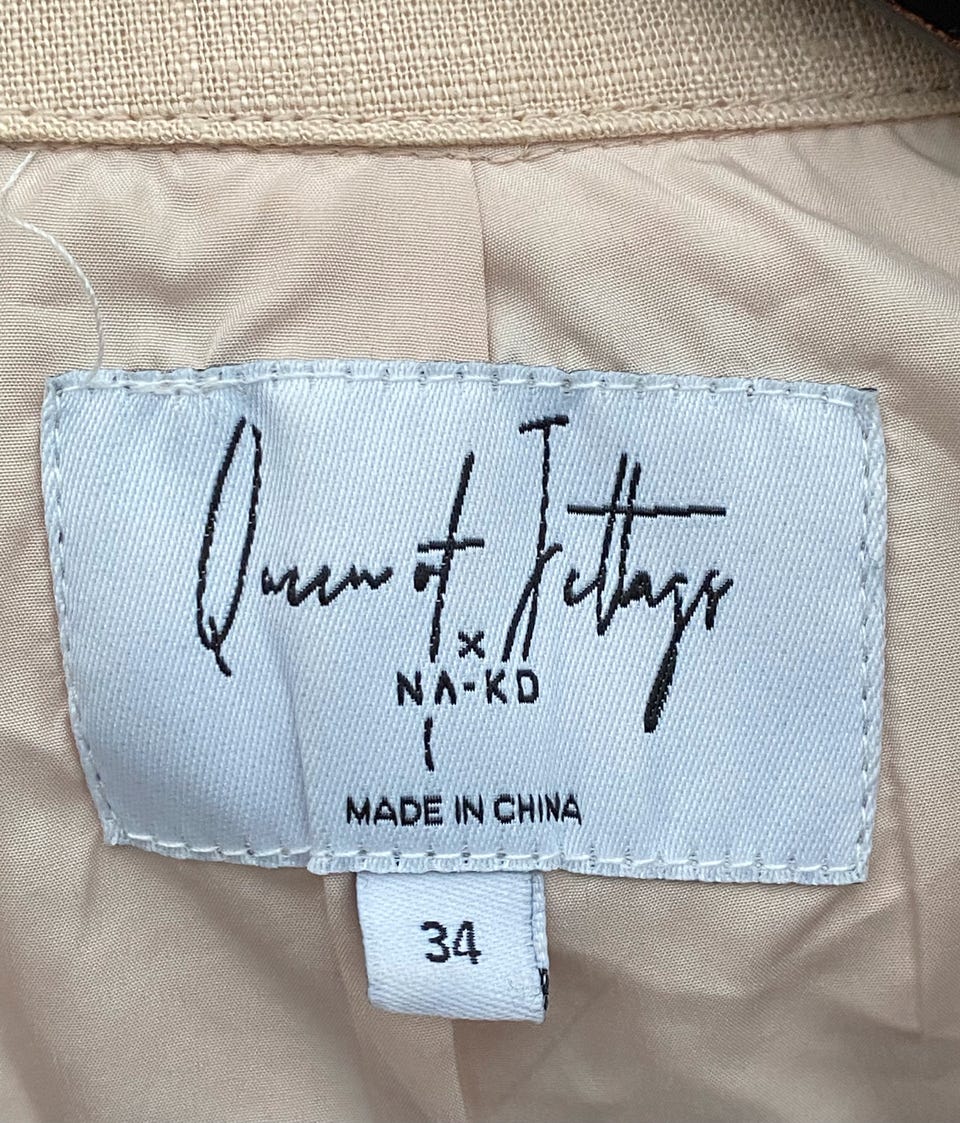 Queen of Jetlags
x
NA-KD
MADE IN CHINA
34